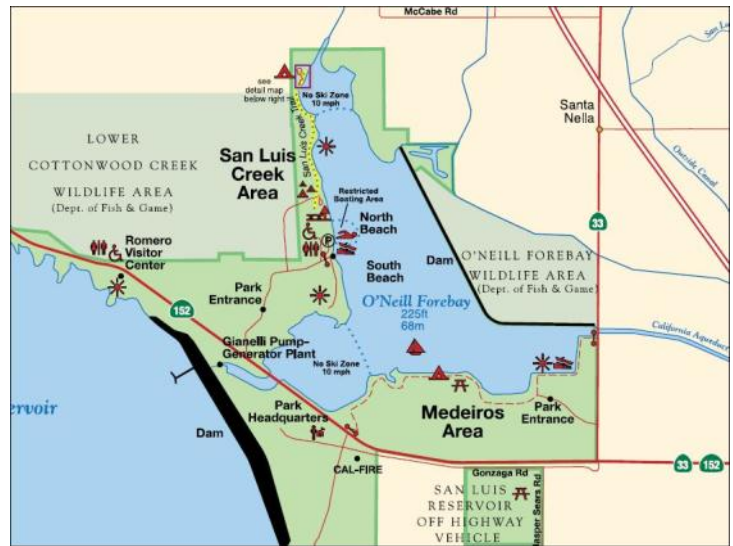 McCabe Rd
see
detail map
below right
No Ski Zone
10 mph
Santa
Nella
LOWER
COTTONWOOD CREEK
WILDLIFE AREA
(Dept. of Fish & Game)
San Luis
Creek
Area
San Luis Creek Trail
Outside Canal
Restricted
Boating Area
North
Beach
33
Romero
Visitor
Center
P
South
Beach
Dam
O'NEILL FOREBAY
WILDLIFE AREA
(Dept. of Fish & Game)
Park
Entrance
152
O'Neill Forebay
225ft
68m
California Aqueduct
Gianelli Pump-
Generator Plant
No Ski Zone
10 mph
ervoir
Park
Headquarters
Medeiros
Area
Park
Entrance
Dam
CAL-FIRE
33
152
Gonzaga Rd
SAN LUIS
RESERVOIR
OFF HIGHWAY
VEHICLE
Jasper Sears Rd